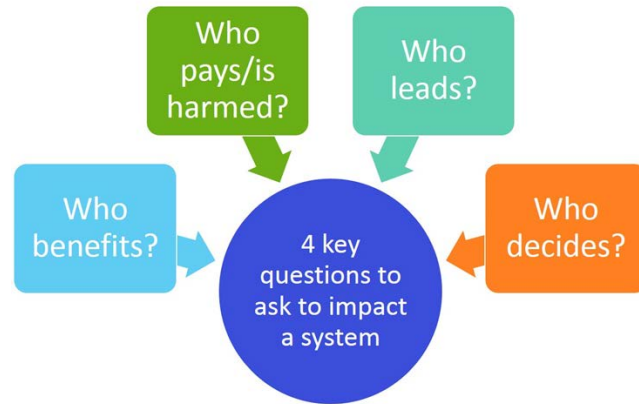 Who
pays/is
harmed?
Who
leads?
Who
benefits?
Who
decides?
4 key
questions to
ask to impact
a system